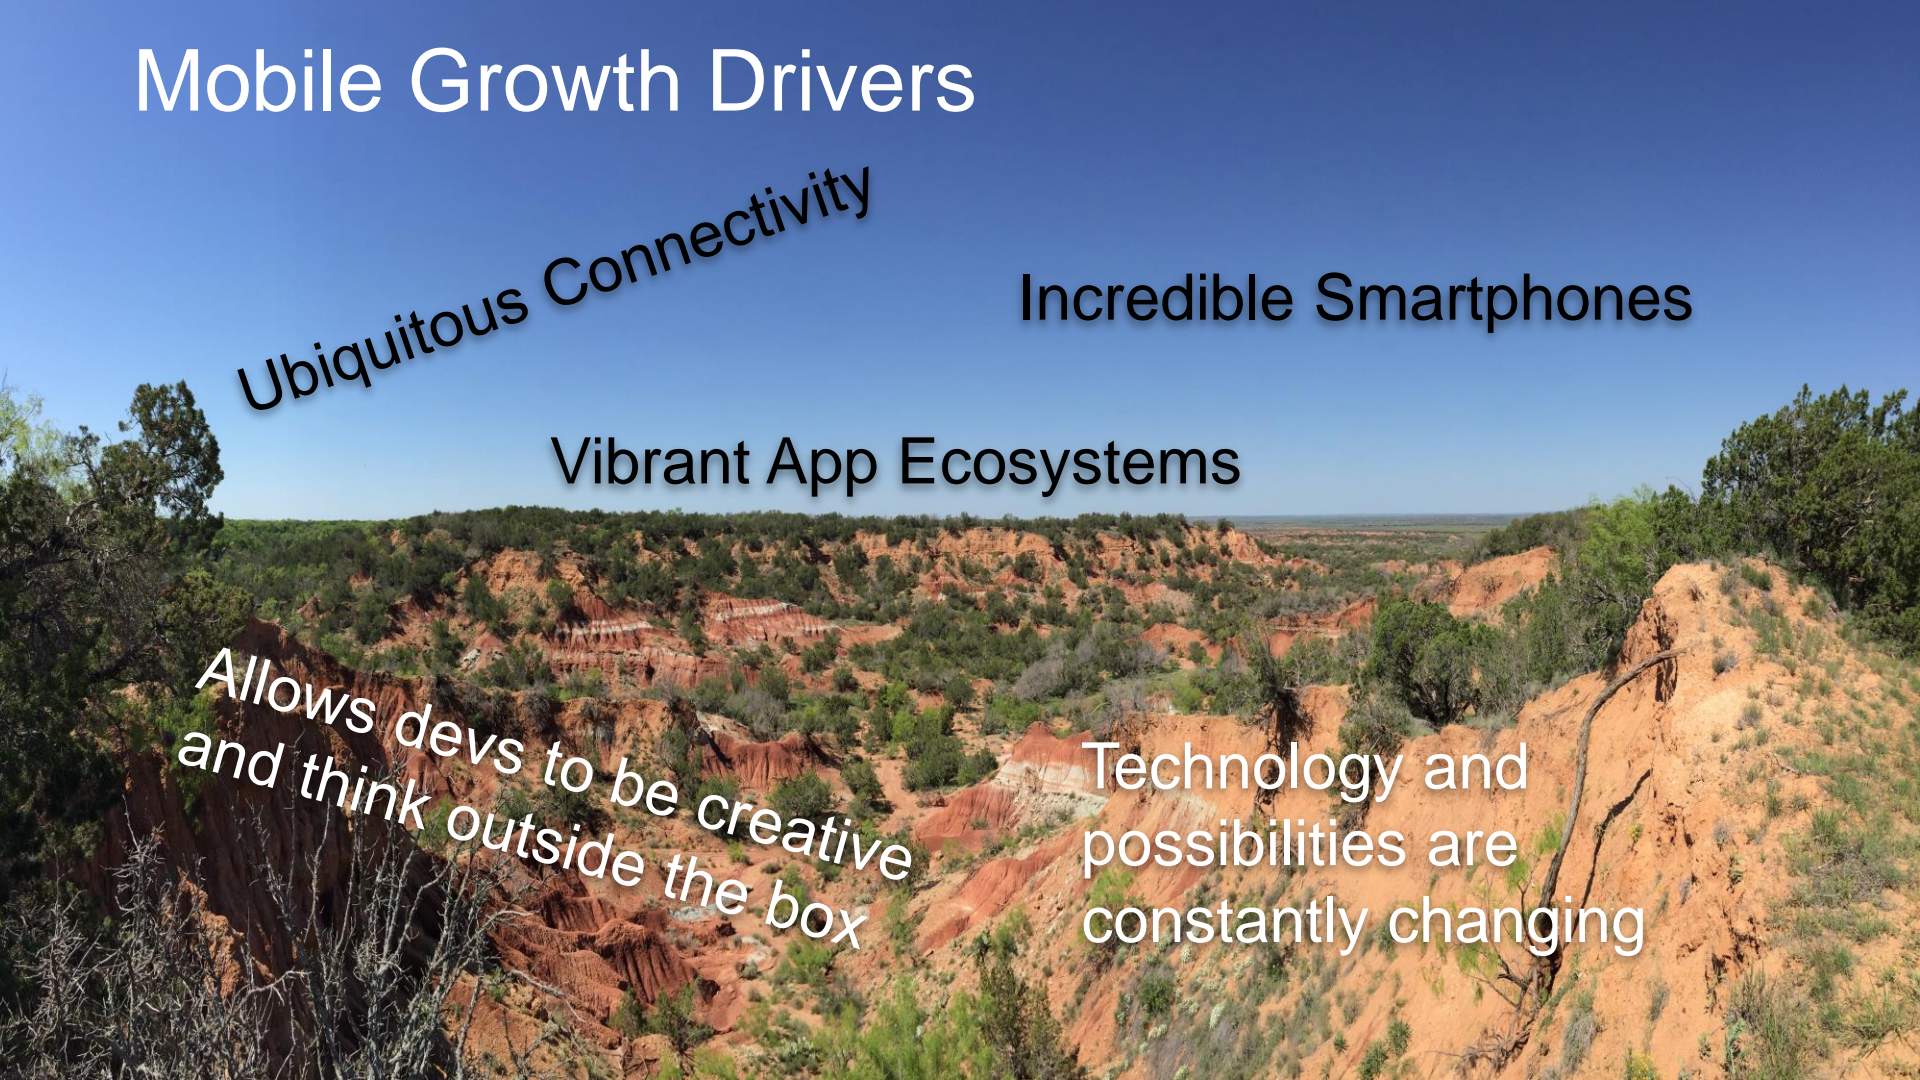 Mobile Growth Drivers
Ubiquitous Connectivity
Incredible Smartphones
Vibrant App Ecosystems
Allows devs to be creative
and think outside the box
Technology and
possibilities are
constantly changing